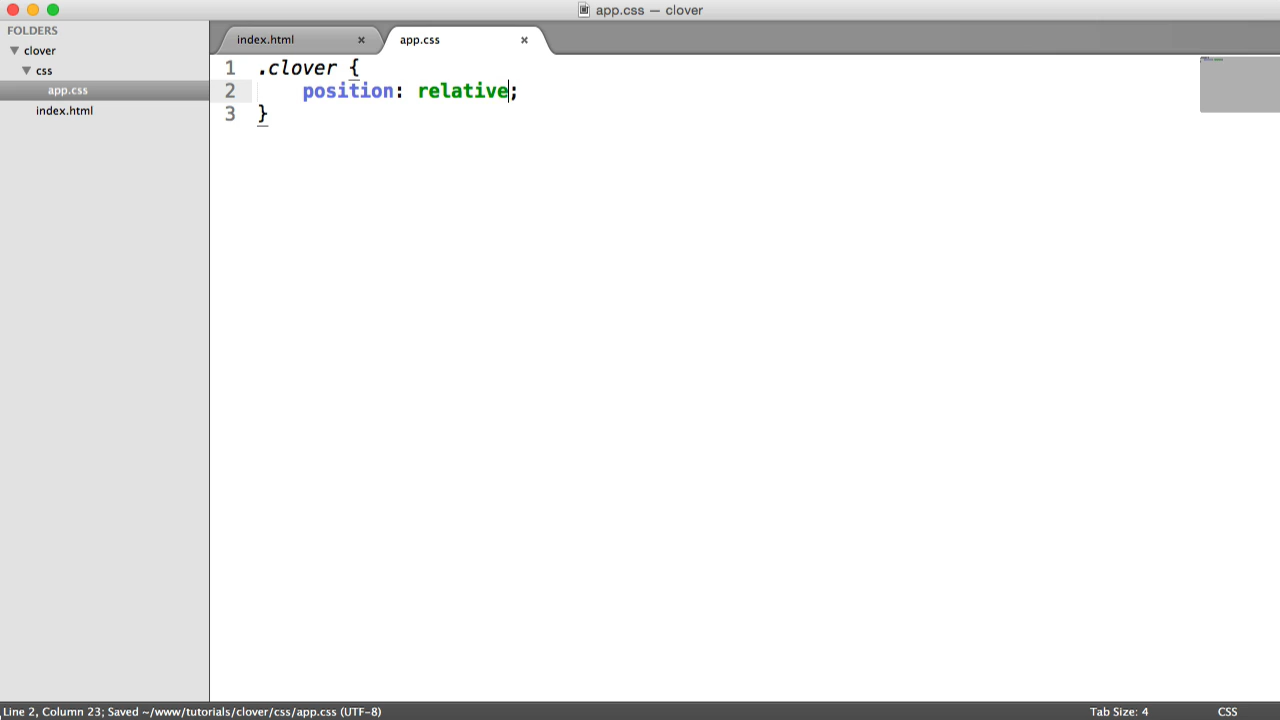 app.css — clover
FOLDERS
clover
css
app.css
index.html
index.html ×
app.css ×
1 .clover {
2 position: relative;
3 }
Line 2, Column 23; Saved ~/www/tutorials/clover/css/app.css (UTF-8)
Tab Size: 4
CSS